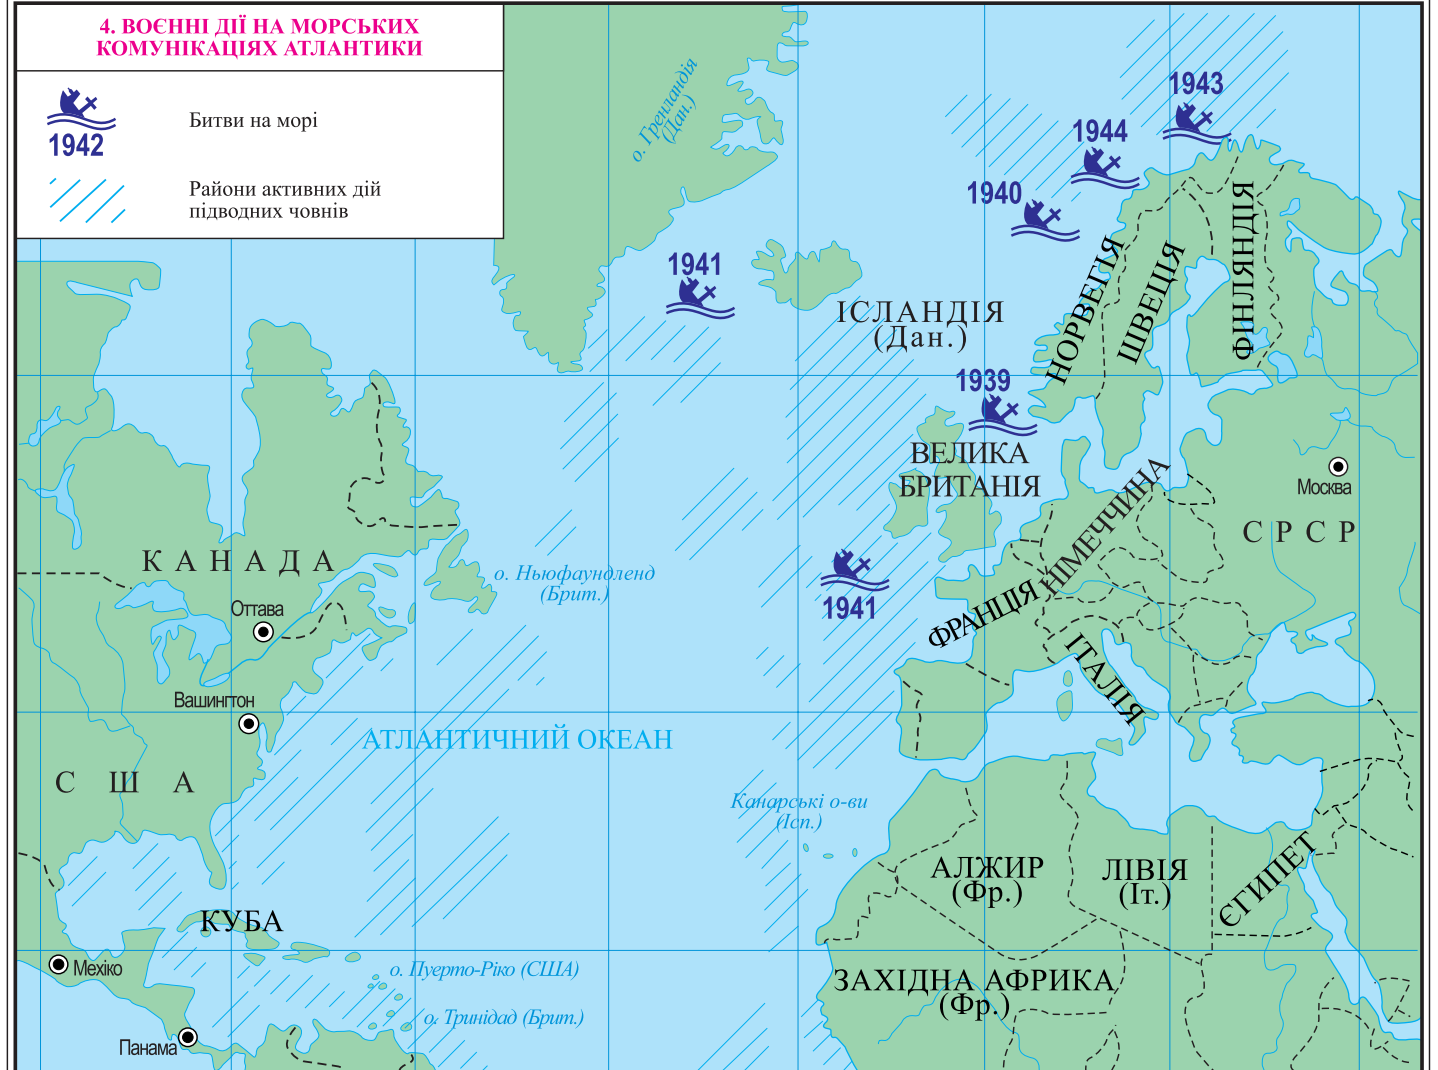 4. ВОЄННІ ДІЇ НА МОРСЬКИХ
КОМУНІКАЦІЯХ АТЛАНТИКИ
1942
Битви на морі
Райони активних дій
підводних човнів
о. Гренландія
(Дан.)
1943
1944
1940
1941
ІСЛАНДІЯ
(Дан.)
НОРВЕГІЯ
ШВЕЦІЯ
ФІНЛЯНДІЯ
1939
ВЕЛИКА
БРИТАНІЯ
Москва
СРСР
НІМЕЧЧИНА
КАНАДА
о. Ньюфаундленд
(Брит.)
1941
Оттава
ФРАНЦІЯ
ІТАЛІЯ
Вашингтон
АТЛАНТИЧНИЙ ОКЕАН
США
Канарські о-ви
(Ісп.)
АЛЖИР
(Фр.)
ЛІВІЯ
(Іт.)
ЄГИПЕТ
КУБА
Мехіко
о. Пуерто-Ріко (США)
ЗАХІДНА АФРИКА
(Фр.)
о. Тринідад (Брит.)
Панама